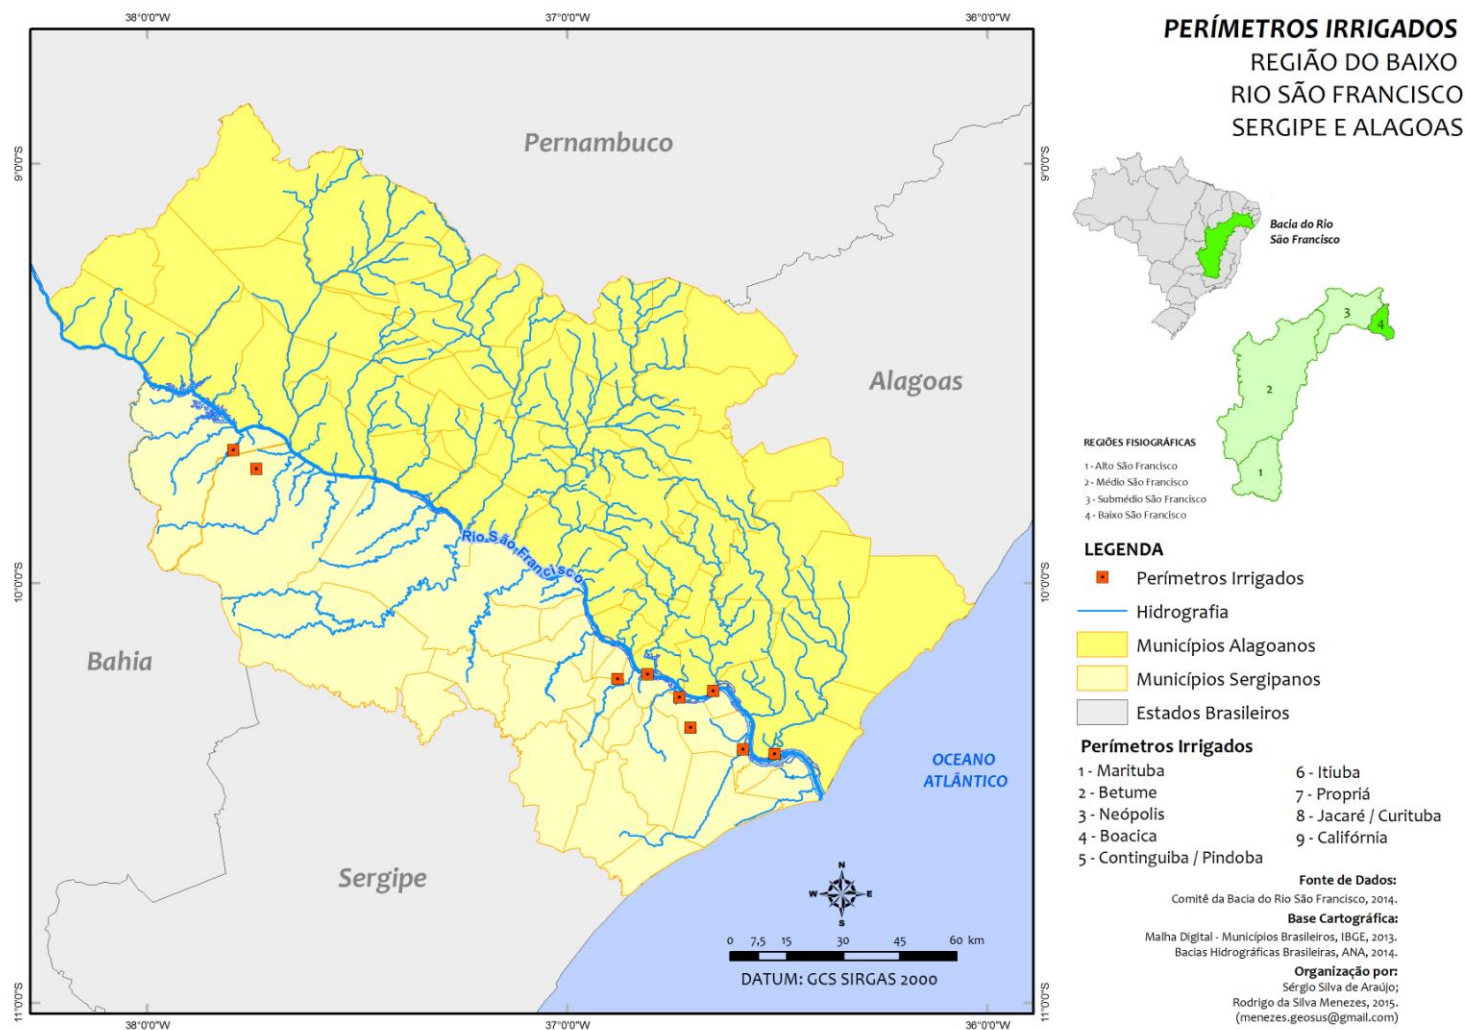 38°0'0"W
37°0'0"W
36°0'0"W
9°0'0"S
9°0'0"S
10°0'0"S
10°0'0"S
11°0'0"S
11°0'0"S
38°0'0"W
37°0'0"W
36°0'0"W
Pernambuco
Alagoas
Rio São Francisco
Bahia
Sergipe
OCEANO
ATLÂNTICO
N
W
E
S
0 7,5 15 30 45 60 km
DATUM: GCS SIRGAS 2000
PERÍMETROS IRRIGADOS
REGIÃO DO BAIXO
RIO SÃO FRANCISCO
SERGIPE E ALAGOAS
Bacia do Rio
São Francisco
3
4
2
1
REGIÕES FISIOGRÁFICAS
1 - Alto São Francisco
2 - Médio São Francisco
3 - Submédio São Francisco
4 - Baixo São Francisco
LEGENDA
Perímetros Irrigados
Hidrografia
Municípios Alagoanos
Municípios Sergipanos
Estados Brasileiros
Perímetros Irrigados
1 - Marituba
2 - Betume
3 - Neópolis
4 - Boacica
5 - Continguiba / Pindoba
6 - Itiuba
7 - Propriá
8 - Jacaré / Curituba
9 - Califórnia
Fonte de Dados:
Comitê da Bacia do Rio São Francisco, 2014.
Base Cartográfica:
Malha Digital - Municípios Brasileiros, IBGE, 2013.
Bacias Hidrográficas Brasileiras, ANA, 2014.
Organização por:
Sérgio Silva de Araújo;
Rodrigo da Silva Menezes, 2015.
(menezes.geosus@gmail.com)